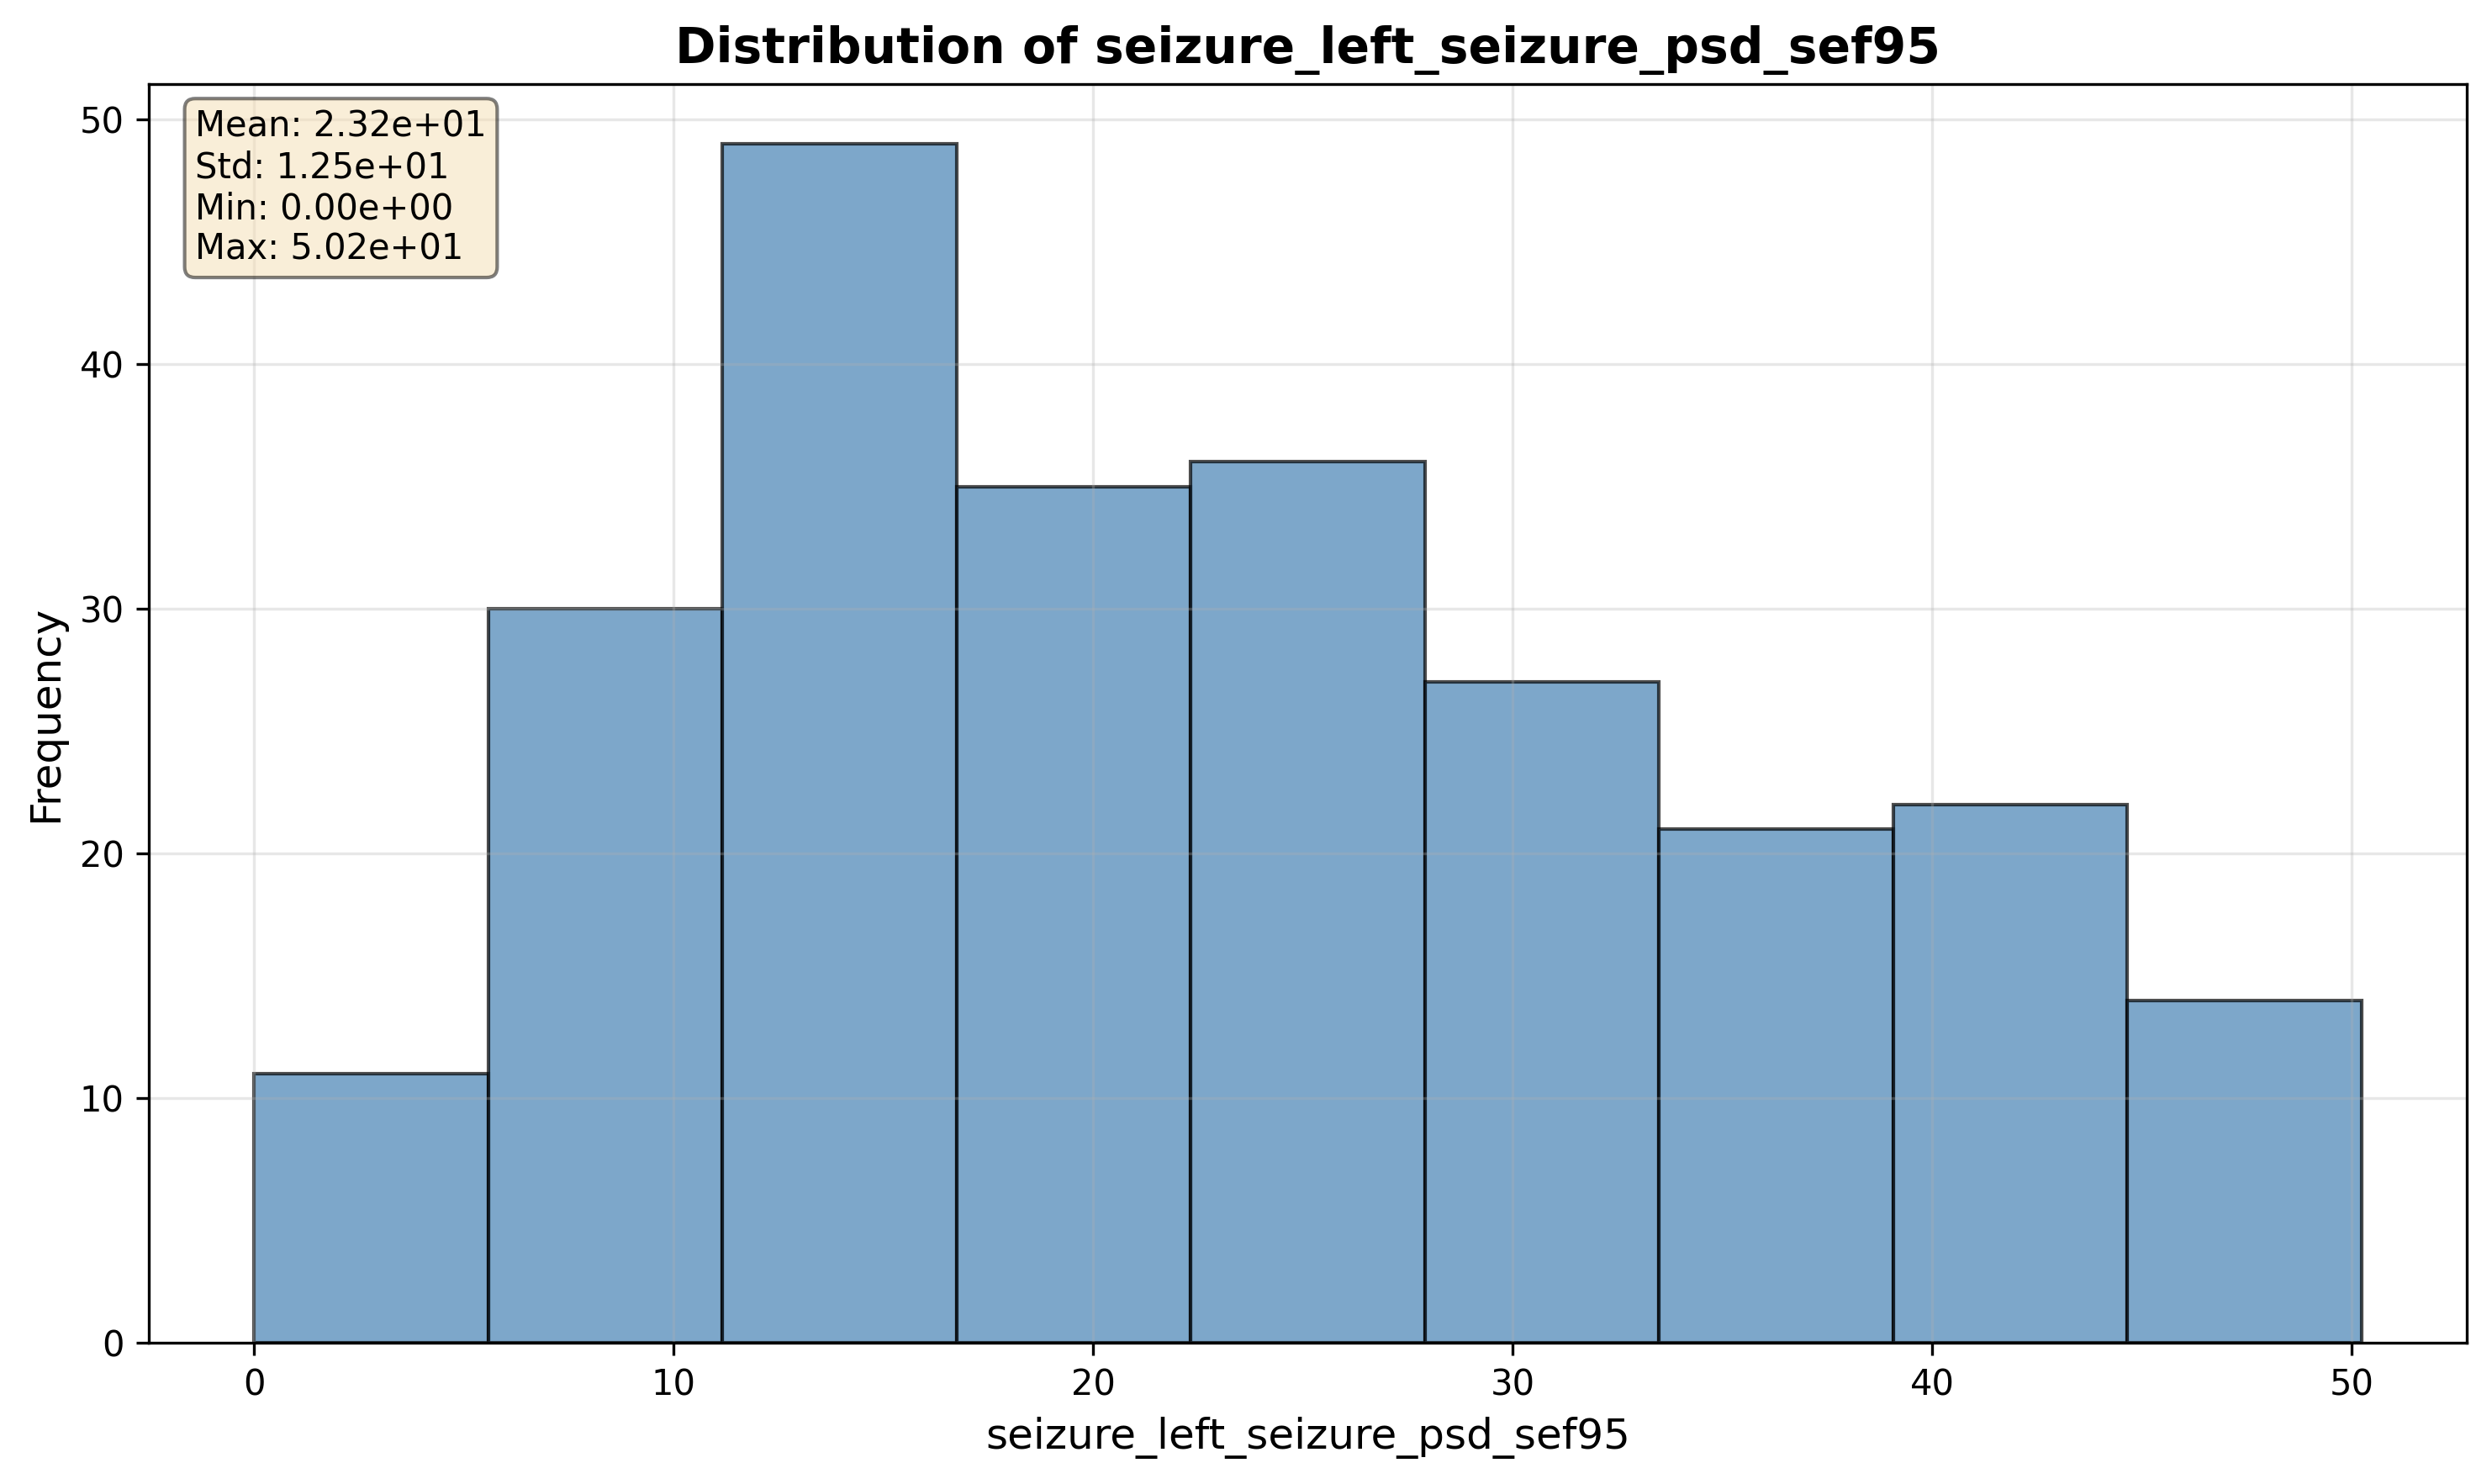 Distribution of seizure_left_seizure_psd_sef95
Mean: 2.32e+01
Std: 1.25e+01
Min: 0.00e+00
Max: 5.02e+01
50
40
30
20
10
0
Frequency
0 10 20 30 40 50
seizure_left_seizure_psd_sef95